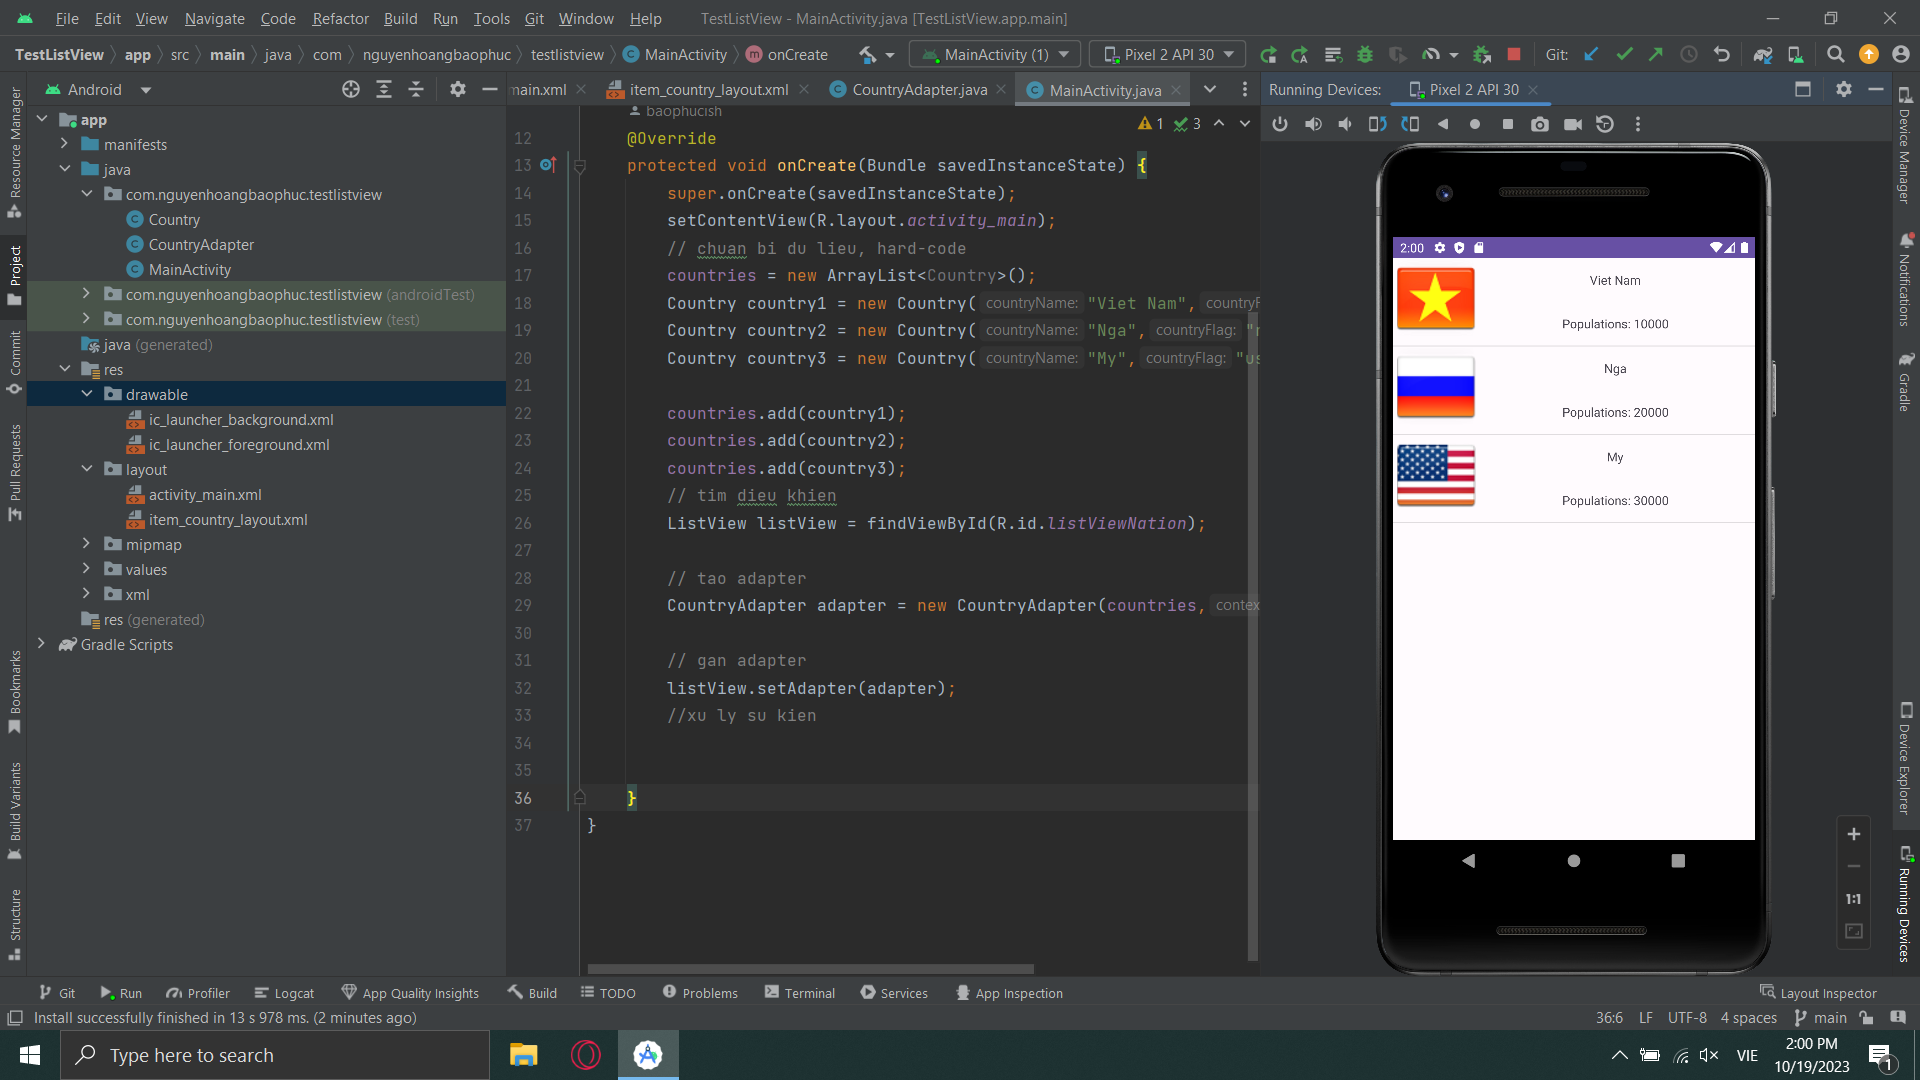 File Edit View Navigate Code Refactor Build Run Tools Git Window Help TestListView - MainActivity.java [TestListView.app.main]
TestListView app src main java com nguyenhoangbaophuc testlistview MainActivity onCreate MainActivity (1) Pixel 2 API 30 Git:
Android
main.xml item_country_layout.xml CountryAdapter.java MainActivity.java
Running Devices: Pixel 2 API 30
Resource Manager
Project
Commit
Pull Requests
Bookmarks
Build Variants
Structure
app
manifests
java
com.nguyenhoangbaophuc.testlistview
Country
CountryAdapter
MainActivity
com.nguyenhoangbaophuc.testlistview (androidTest)
com.nguyenhoangbaophuc.testlistview (test)
java (generated)
res
drawable
ic_launcher_background.xml
ic_launcher_foreground.xml
layout
activity_main.xml
item_country_layout.xml
mipmap
values
xml
res (generated)
Gradle Scripts
baophucish
1 3
12 @Override
13 protected void onCreate(Bundle savedInstanceState) {
14 super.onCreate(savedInstanceState);
15 setContentView(R.layout.activity_main);
16 // chuan bi du lieu, hard-code
17 countries = new ArrayList<Country>();
18 Country country1 = new Country( countryName: "Viet Nam", countryF
19 Country country2 = new Country( countryName: "Nga", countryFlag: "r
20 Country country3 = new Country( countryName: "My", countryFlag: "us
21
22 countries.add(country1);
23 countries.add(country2);
24 countries.add(country3);
25 // tim dieu khien
26 ListView listView = findViewById(R.id.listViewNation);
27
28 // tao adapter
29 CountryAdapter adapter = new CountryAdapter(countries, contex
30
31 // gan adapter
32 listView.setAdapter(adapter);
33 //xu ly su kien
34
35
36 }
37 }
2:00
Viet Nam
Populations: 10000
Nga
Populations: 20000
My
Populations: 30000
1:1
Device Manager
Notifications
Gradle
Device Explorer
Running Devices
Git Run Profiler Logcat App Quality Insights Build TODO Problems Terminal Services App Inspection Layout Inspector
Install successfully finished in 13 s 978 ms. (2 minutes ago) 36:6 LF UTF-8 4 spaces main
Type here to search
VIE
2:00 PM
10/19/2023
1